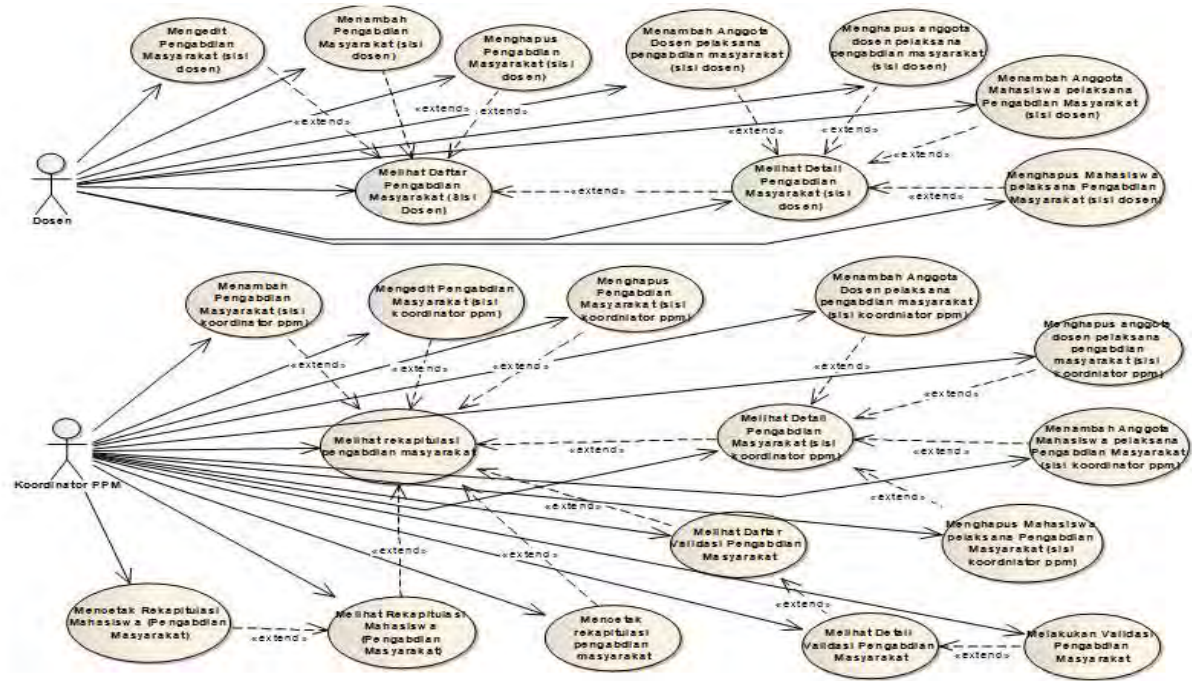 Mengedit
Pengabdian
Masyarakat (sisi
dosen)
Menambah
Pengabdian
Masyarakat (sisi
dosen)
Menghapus
Pengabdian
Masyarakat (sisi
dosen)
Menambah Anggota
Dosen pelaksana
pengabdian masyarakat
(sisi dosen)
Menghapus anggota
dosen pelaksana
pengabdian masyarakat
(sisi dosen)
Menambah Anggota
Mahasiswa pelaksana
Pengabdian Masyarakat
(sisi dosen)
«extend»
«extend»
«extend»
«extend»
«extend»
«extend»
Dosen
Melihat Daftar
Pengabdian
Masyarakat (Sisi
Dosen)
«extend»
Melihat Detail
Pengabdian
Masyarakat (sisi
dosen)
«extend»
Menghapus Mahasiswa
pelaksana Pengabdian
Masyarakat (sisi dosen)
Menambah
Pengabdian
Masyarakat (sisi
koordinator ppm)
Mengedit Pengabdian
Masyarakat (sisi
koordinator ppm)
Menghapus
Pengabdian
Masyarakat (sisi
koordniator ppm)
Menambah Anggota
Dosen pelaksana
pengabdian masyarakat
(sisi koordinator ppm)
Menghapus anggota
dosen pelaksana
pengabdian
masyarakat (sisi
koordniator ppm)
«extend»
«extend»
«extend»
«extend»
«extend»
Koordinator PPM
Melihat rekapitulasi
pengabdian masyarakat
«extend»
Melihat Detail
Pengabdian
Masyarakat (sisi
koordinator ppm)
«extend»
Menambah Anggota
Mahasiswa pelaksana
Pengabdian Masyarakat
(sisi koordinator ppm)
«extend»
«extend»
Melihat Daftar
Validasi Pengabdian
Masyarakat
Menghapus Mahasiswa
pelaksana Pengabdian
Masyarakat (sisi
koordniator ppm)
«extend»
«extend»
«extend»
Mencetak Rekapitulasi
Mahasiswa (Pengabdian
Masyarakat)
«extend»
Melihat Rekapitulasi
Mahasiswa
(Pengabdian
Masyarakat)
Mencetak
rekapitulasi
pengabdian
masyarakat
Melihat Detail
Validasi Pengabdian
Masyarakat
«extend»
Melakukan Validasi
Pengabdian
Masyarakat